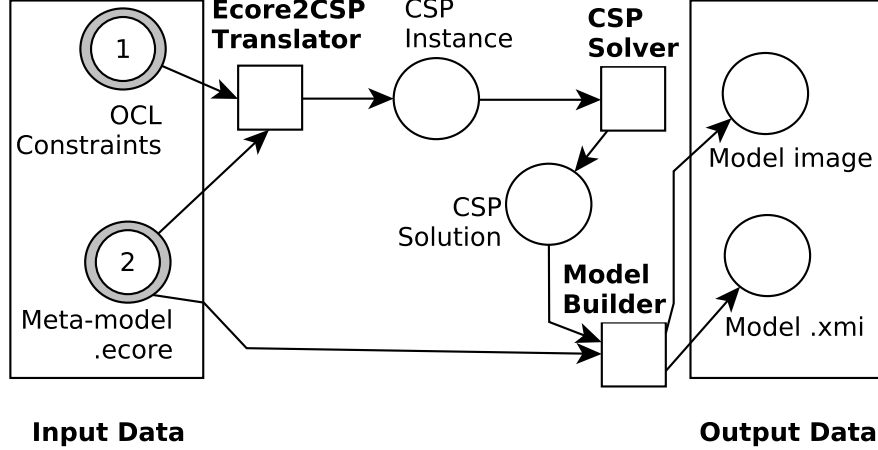 Ecore2CSP
Translator
CSP
Instance
CSP
Solver
1
OCL
Constraints
Model image
CSP
Solution
2
Model
Builder
Meta-model
.ecore
Model .xmi
Input Data
Output Data